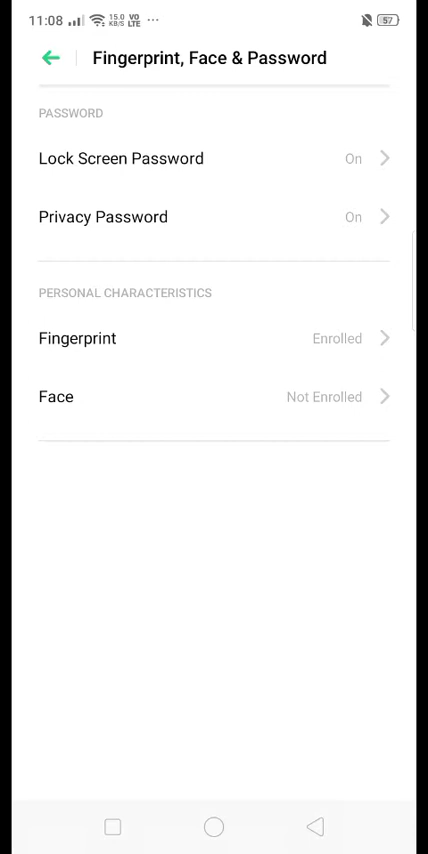 11:08 15.0 KB/S VO LTE ... 57
Fingerprint, Face & Password
PASSWORD
Lock Screen Password On
Privacy Password On
PERSONAL CHARACTERISTICS
Fingerprint Enrolled
Face Not Enrolled